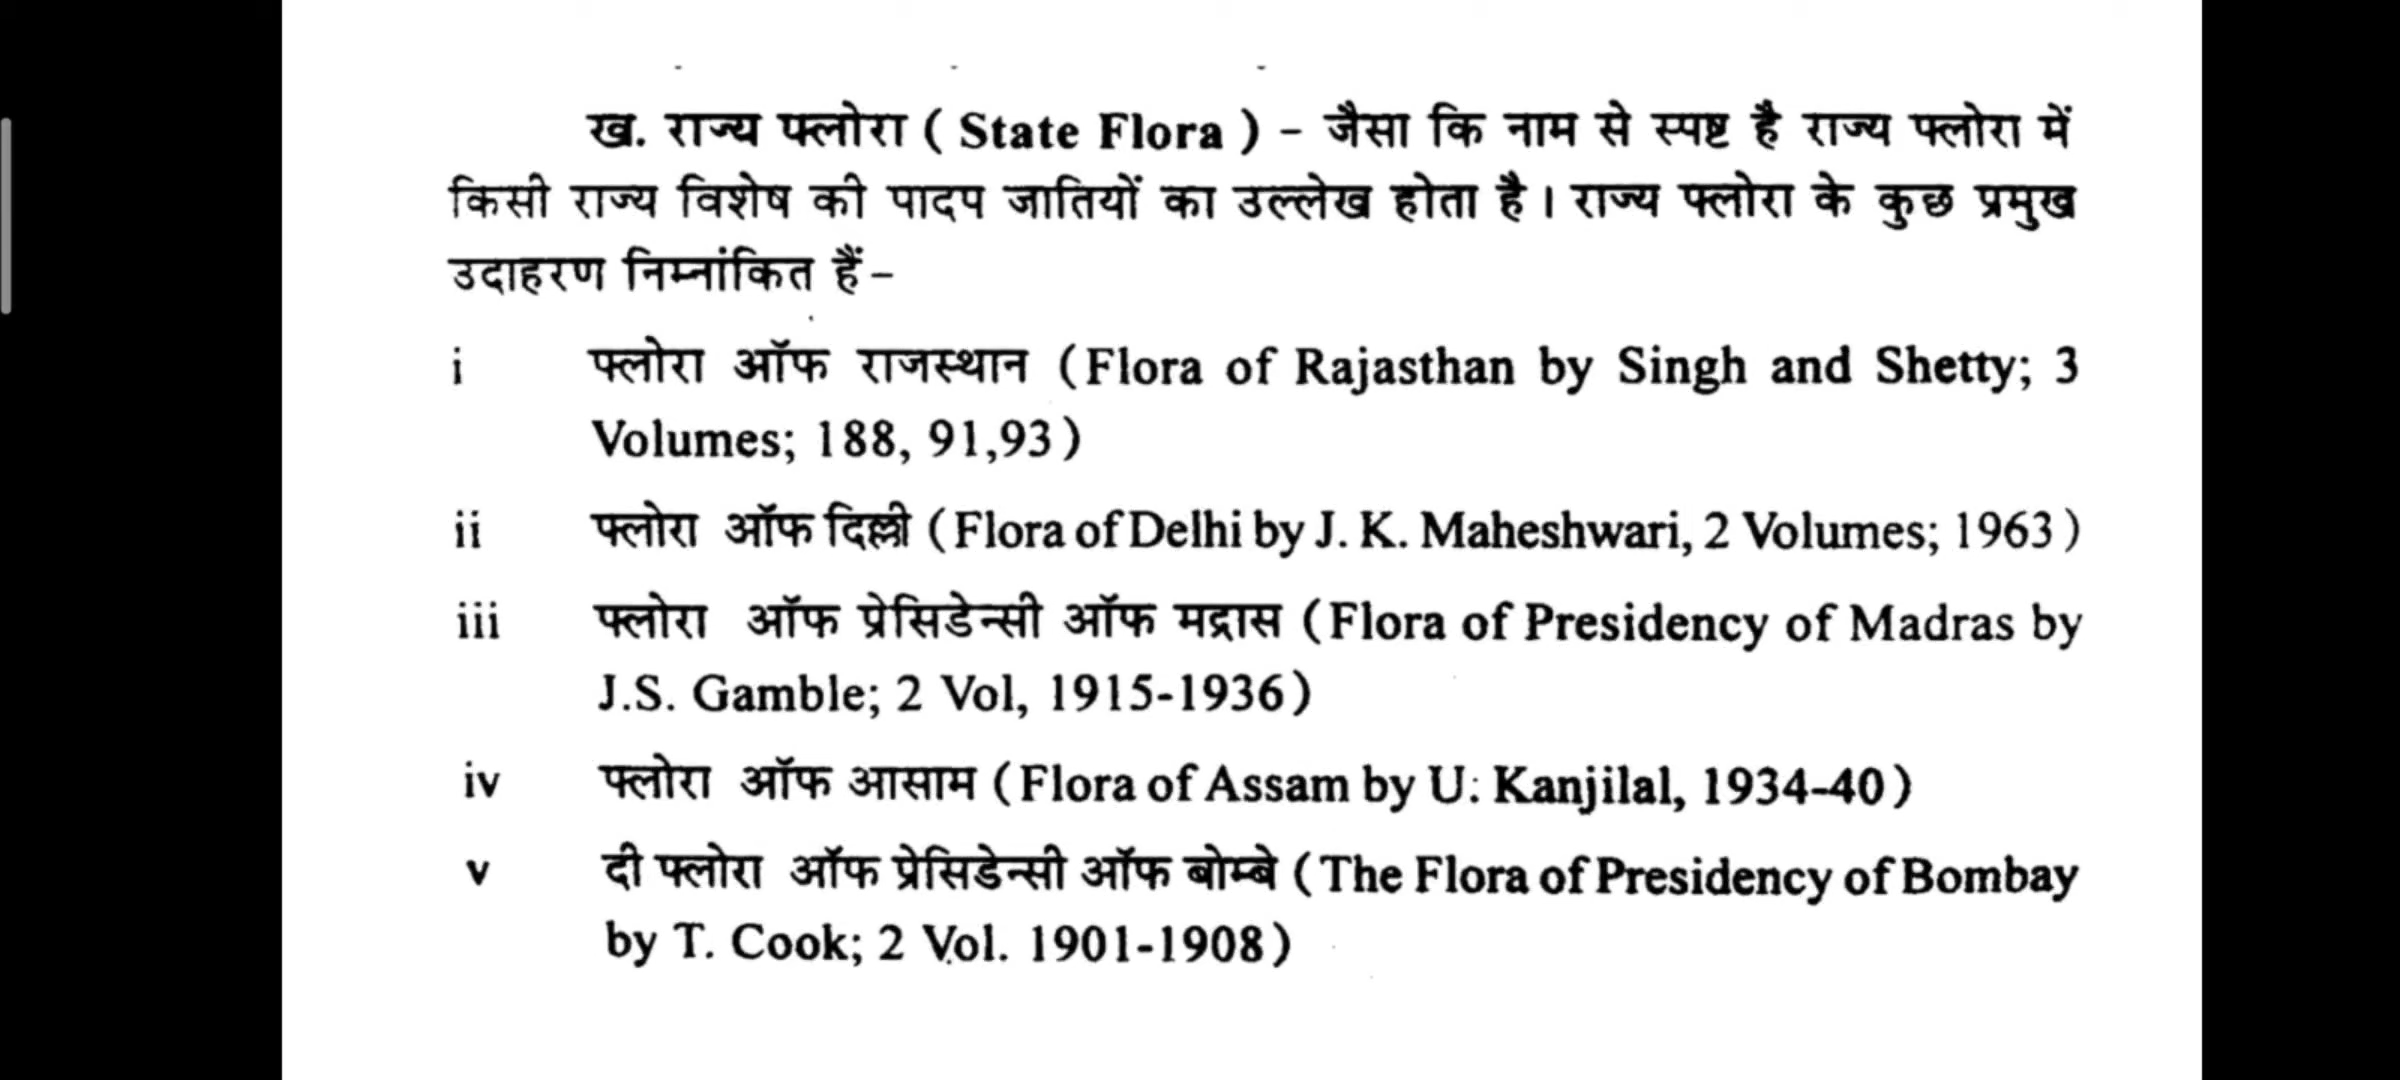 ख. राज्य फ्लोरा ( State Flora ) - जैसा कि नाम से स्पष्ट है राज्य फ्लोरा में
किसी राज्य विशेष की पादप जातियों का उल्लेख होता है। राज्य फ्लोरा के कुछ प्रमुख
उदाहरण निम्नांकित हैं-
i फ्लोरा ऑफ राजस्थान (Flora of Rajasthan by Singh and Shetty; 3
Volumes; 188, 91,93)
ii फ्लोरा ऑफ दिल्ली (Flora of Delhi by J. K. Maheshwari, 2 Volumes; 1963)
iii फ्लोरा ऑफ प्रेसिडेन्सी ऑफ मद्रास (Flora of Presidency of Madras by
J.S. Gamble; 2 Vol, 1915-1936)
iv फ्लोरा ऑफ आसाम (Flora of Assam by U: Kanjilal, 1934-40)
v दी फ्लोरा ऑफ प्रेसिडेन्सी ऑफ बोम्बे (The Flora of Presidency of Bombay
by T. Cook; 2 Vol. 1901-1908)